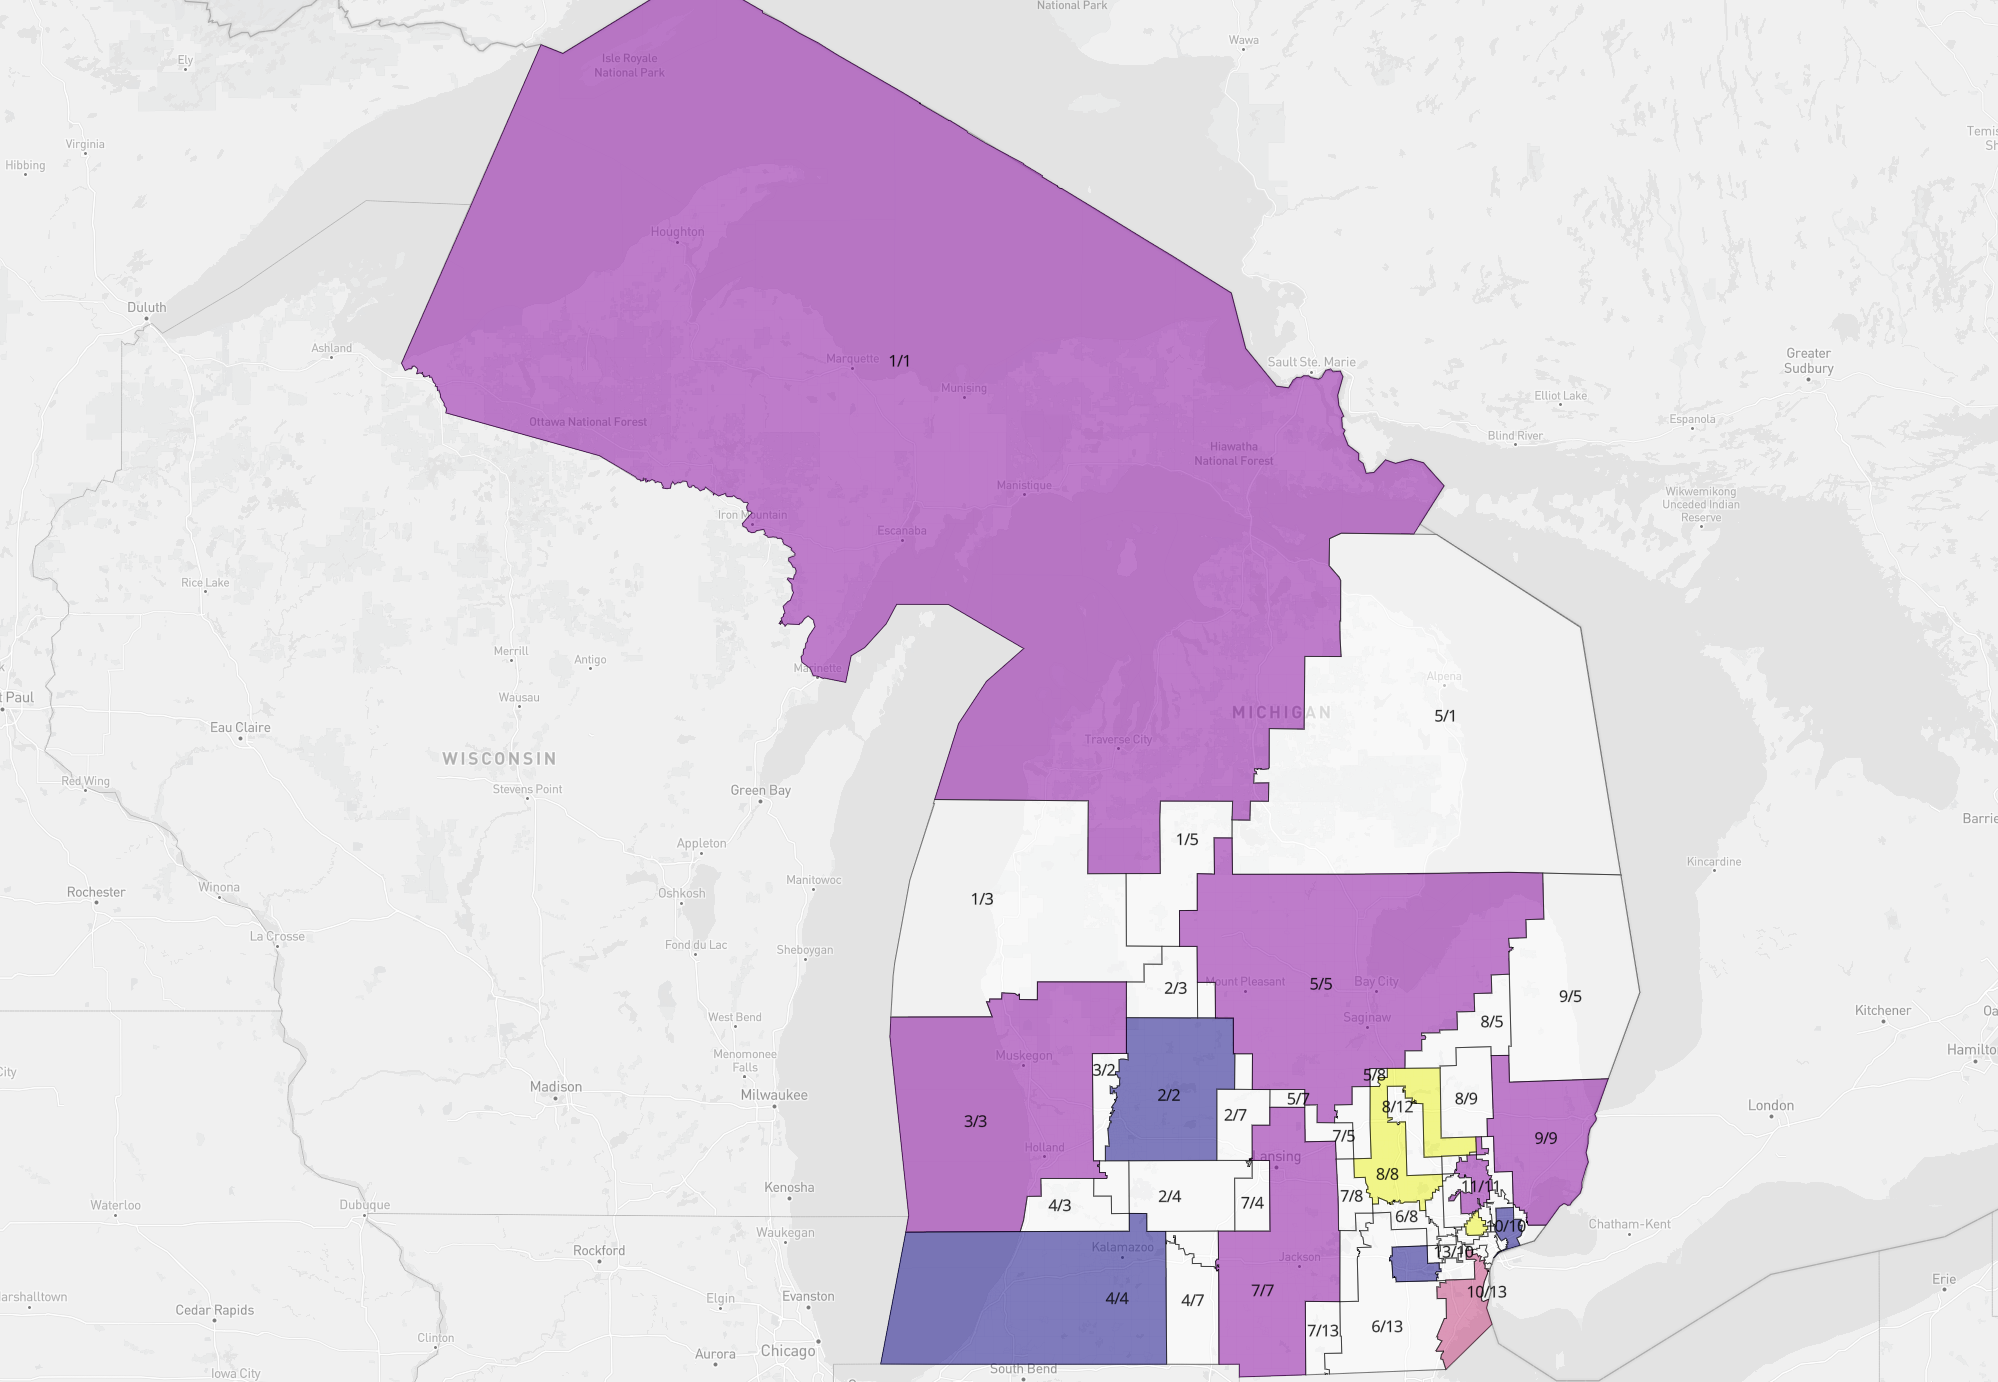 National Park
Isle Royale
National Park
Ely
Wawa
Virginia
Hibbing
Temis
Sh
Houghton
Duluth
Ashland
Marquette
1/1
Munising
Sault Ste. Marie
Greater
Sudbury
Elliot Lake
Espanola
Blind River
Ottawa National Forest
Hiawatha
National Forest
Manistique
Wikwemikong
Unceded Indian
Reserve
Iron Mountain
Escanaba
Rice Lake
Merrill
Antigo
Marinette
Alpena
t Paul
Wausau
MICHIGAN
5/1
Eau Claire
Traverse City
WISCONSIN
Red Wing
Stevens Point
Green Bay
Barrie
Appleton
1/5
Kincardine
Rochester
Winona
Oshkosh
Manitowoc
1/3
La Crosse
Fond du Lac
Sheboygan
Mount Pleasant
2/3
5/5
Bay City
9/5
Kitchener
Oa
West Bend
Saginaw
8/5
Muskegon
Menomonee
Falls
Hamilton
City
3/2
5/8
Madison
Milwaukee
2/2
5/7
8/12
8/9
London
2/7
3/3
7/5
9/9
Holland
Lansing
8/8
11/11
Kenosha
Waterloo
Dubuque
4/3
2/4
7/4
7/8
6/8
Chatham-Kent
10/10
Waukegan
Kalamazoo
Rockford
Jackson
13/10
Erie
arshalltown
Cedar Rapids
Elgin
Evanston
4/4
4/7
7/7
10/13
7/13
6/13
Clinton
Aurora
Chicago
South Bend
Iowa City